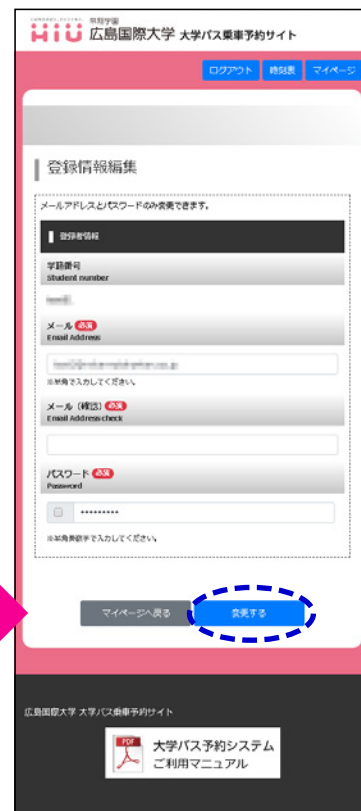 HiU 常翔学園
広島国際大学 大学バス乗車予約サイト
ログアウト 時刻表 マイページ
登録情報編集
メールアドレスとパスワードのみ変更できます。
登録者情報
学籍番号
Student number
メール 必須
Email Address
※半角で入力してください。
メール（確認） 必須
Email Address check
パスワード 必須
Password
•••••••••
※半角英数字で入力してください。
マイページへ戻る 変更する
広島国際大学 大学バス乗車予約サイト
PDF 大学バス予約システム
ご利用マニュアル